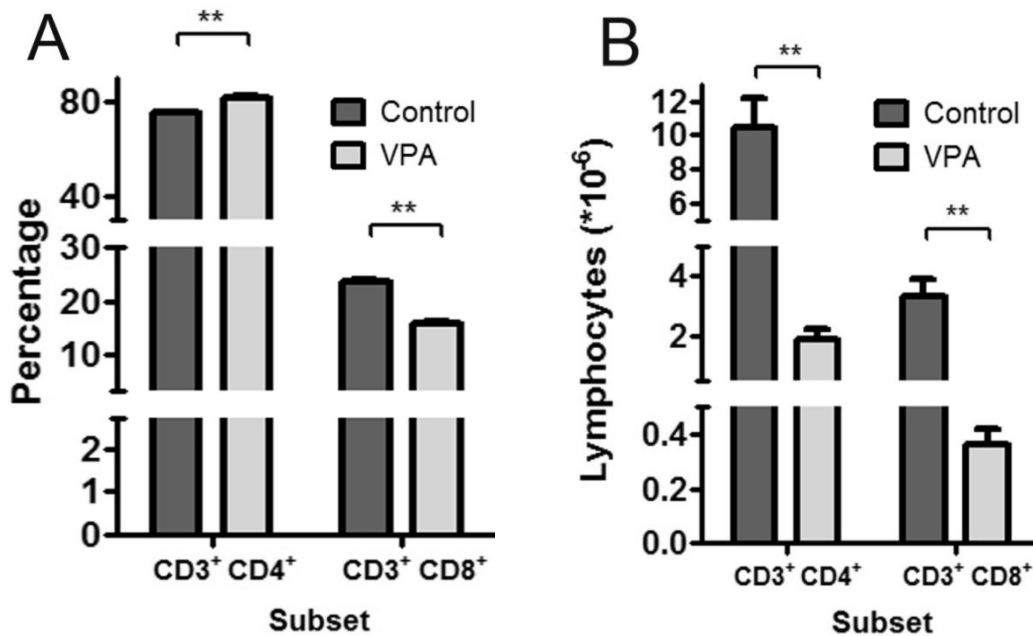 A
**
80
40
30
20
10
2
1
0
Percentage
Control
VPA
**
CD3⁺ CD4⁺
CD3⁺ CD8⁺
Subset
B
**
12
10
8
6
4
2
0.4
0.2
0.0
Lymphocytes (*10⁻⁶)
Control
VPA
**
CD3⁺ CD4⁺
CD3⁺ CD8⁺
Subset